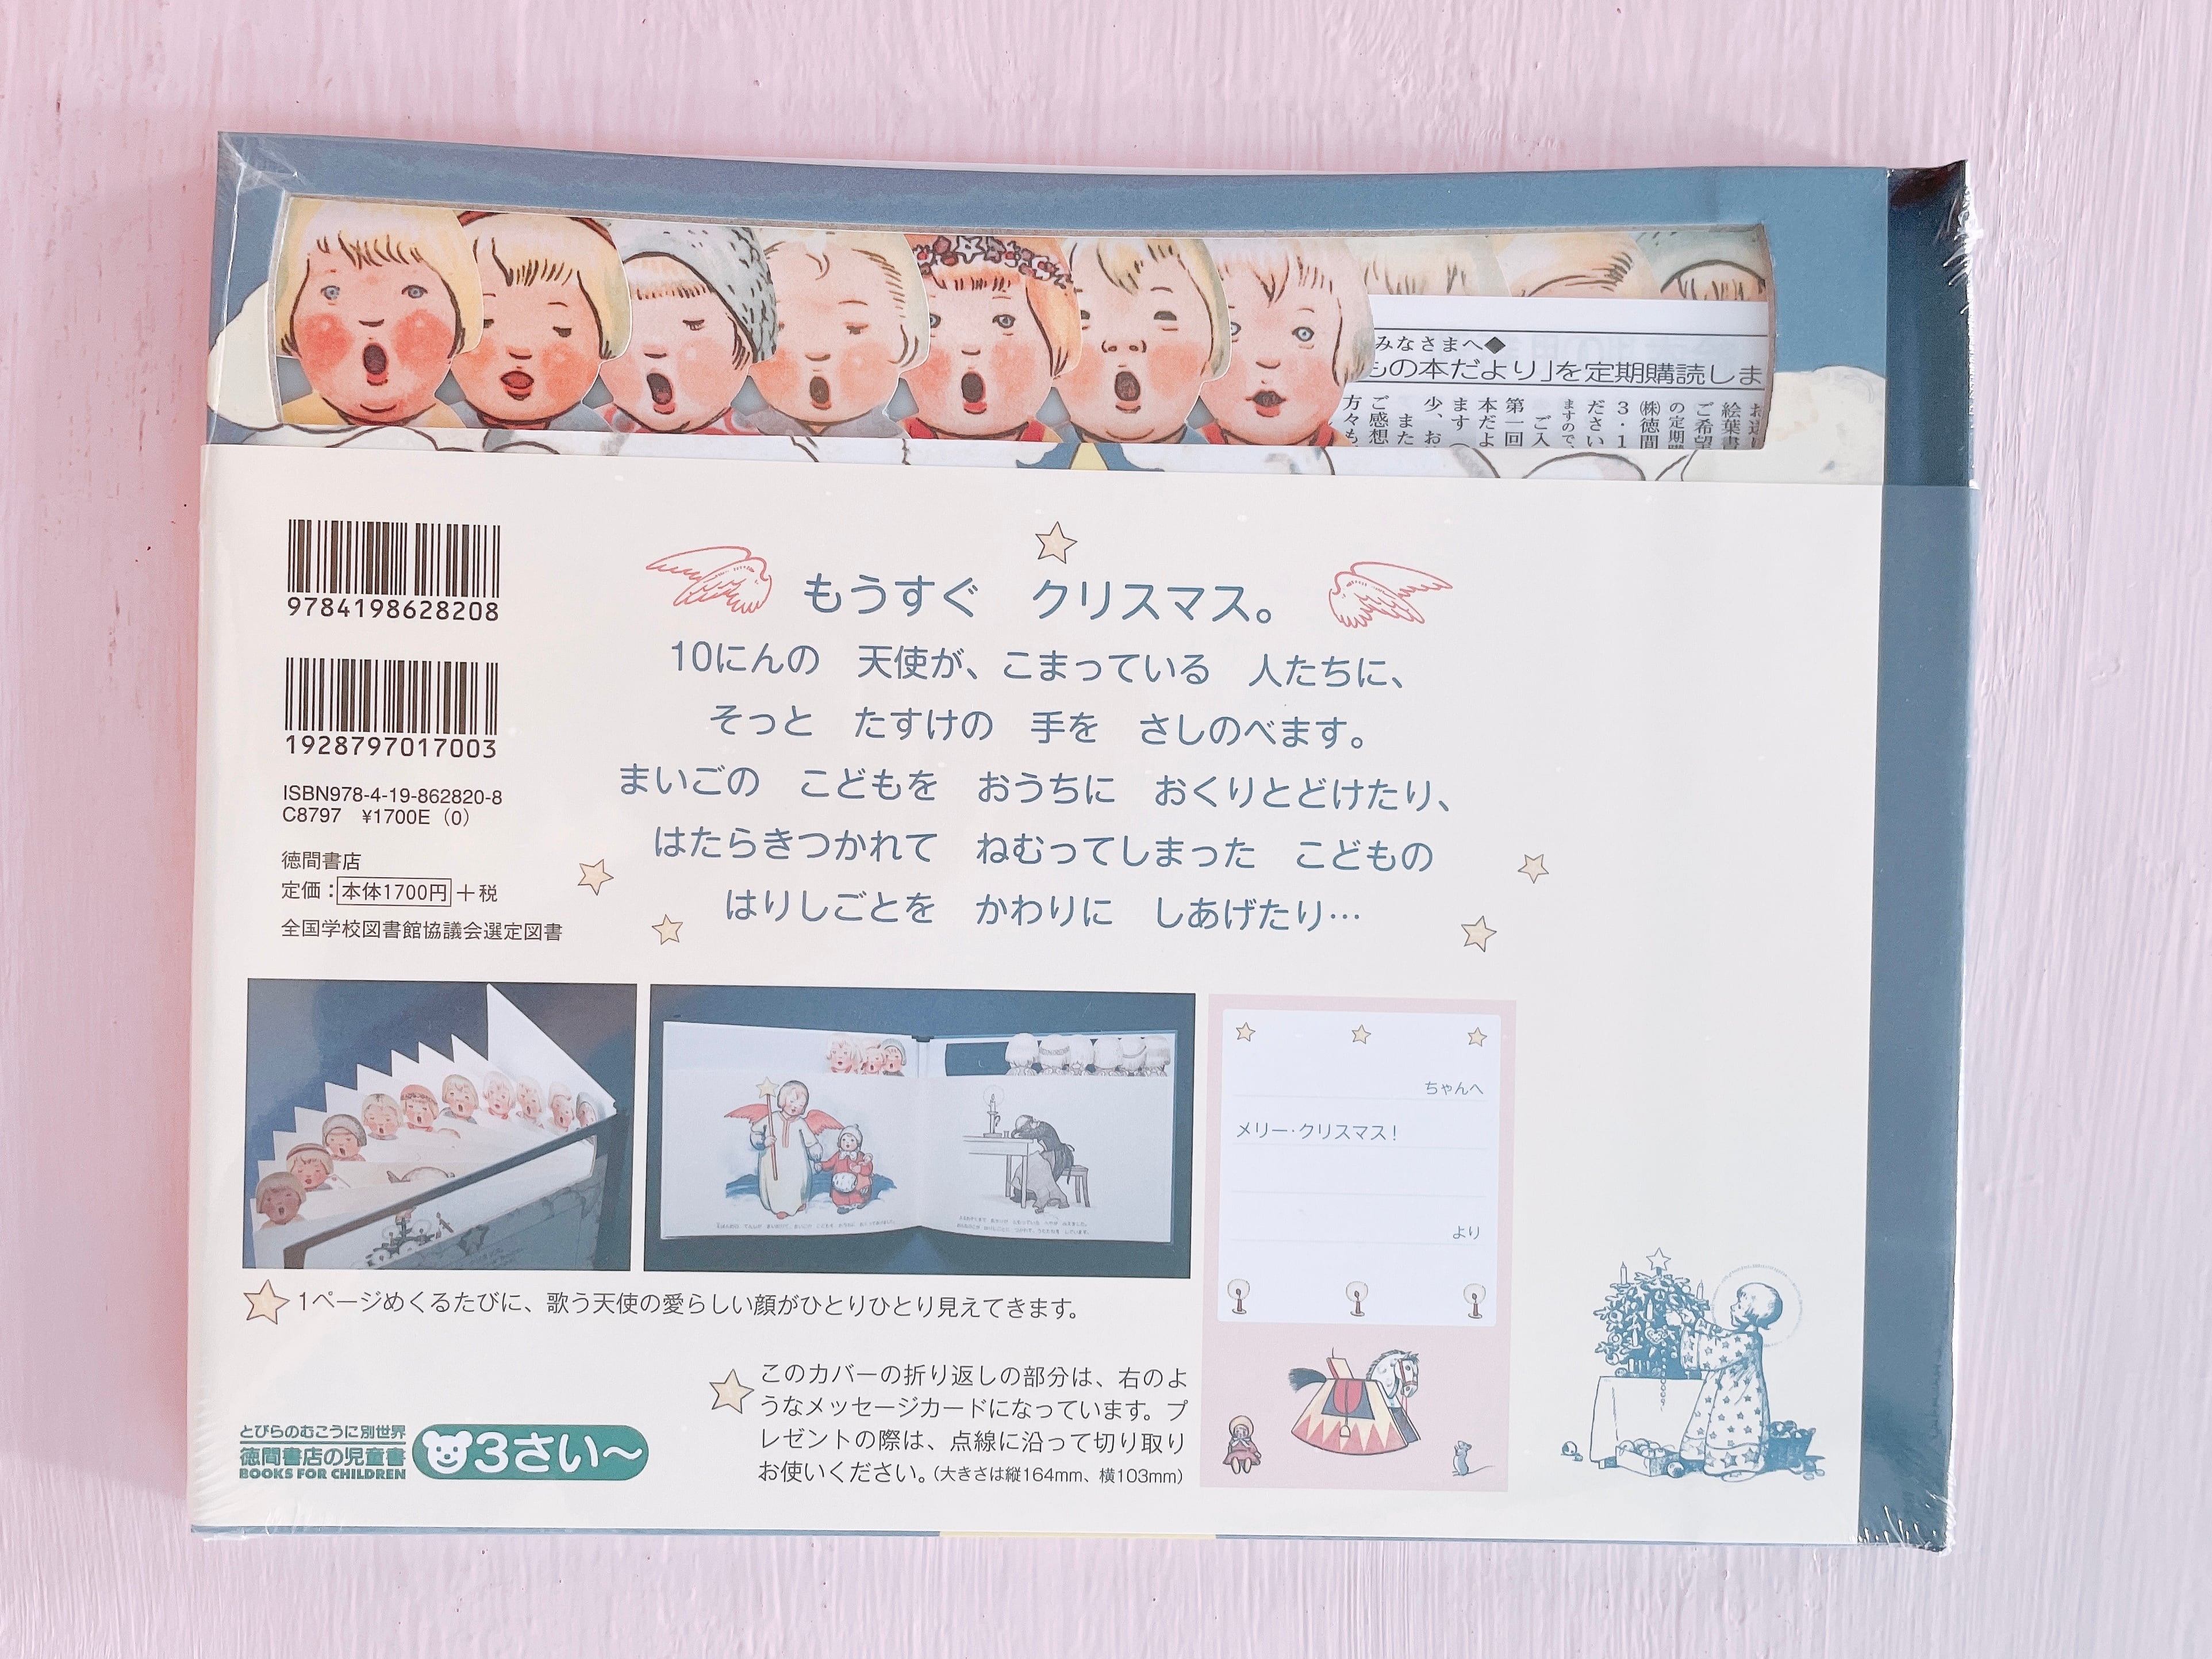 みなさまへ◆
もの本だより」を定期購読しま
9784198628208
1928797017003
ISBN978-4-19-862820-8
C8797 ¥1700E (0)
徳間書店
定価：本体1700円＋税
全国学校図書館協議会選定図書
もうすぐ　クリスマス。
10にんの　天使が、こまっている　人たちに、
そっと　たすけの　手を　さしのべます。
まいごの　こどもを　おうちに　おくりとどけたり、
はたらきつかれて　ねむってしまった　こどもの
はりしごとを　かわりに　しあげたり…
ちゃんへ
メリー・クリスマス！
より
1ページめくるたびに、歌う天使の愛らしい顔がひとりひとり見えてきます。
このカバーの折り返しの部分は、右のよ
うなメッセージカードになっています。プ
レゼントの際は、点線に沿って切り取り
お使いください。(大きさは縦164mm、横103mm)
とびらのむこうに別世界
徳間書店の児童書
BOOKS FOR CHILDREN
3さい〜